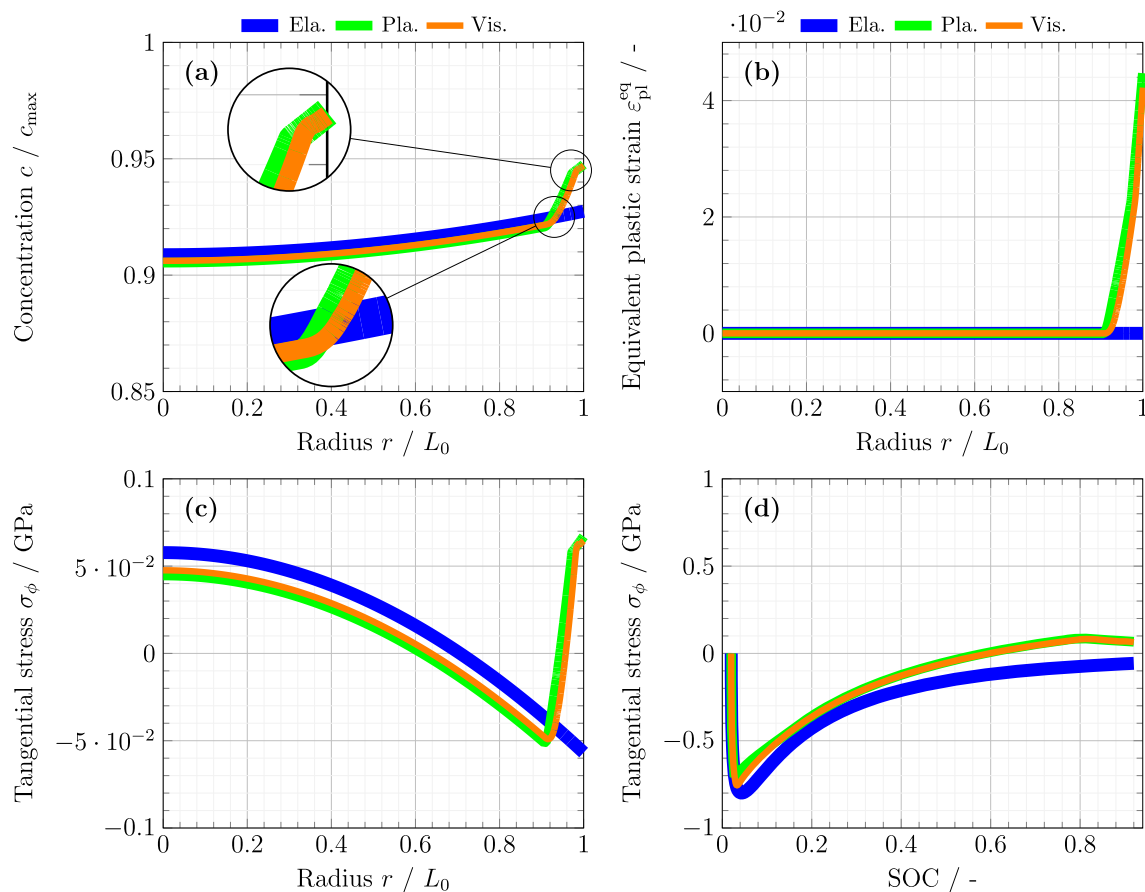 Ela. Pla. Vis.
(a)
Concentration c / c_max
1
0.95
0.9
0.85
0 0.2 0.4 0.6 0.8 1
Radius r / L₀
·10⁻²
Ela. Pla. Vis.
(b)
Equivalent plastic strain ε_pl^eq / -
4
2
0
0 0.2 0.4 0.6 0.8 1
Radius r / L₀
(c)
Tangential stress σ_ϕ / GPa
0.1
5 · 10⁻²
0
−5 · 10⁻²
−0.1
0 0.2 0.4 0.6 0.8 1
Radius r / L₀
(d)
Tangential stress σ_ϕ / GPa
1
0.5
0
−0.5
−1
0 0.2 0.4 0.6 0.8
SOC / -